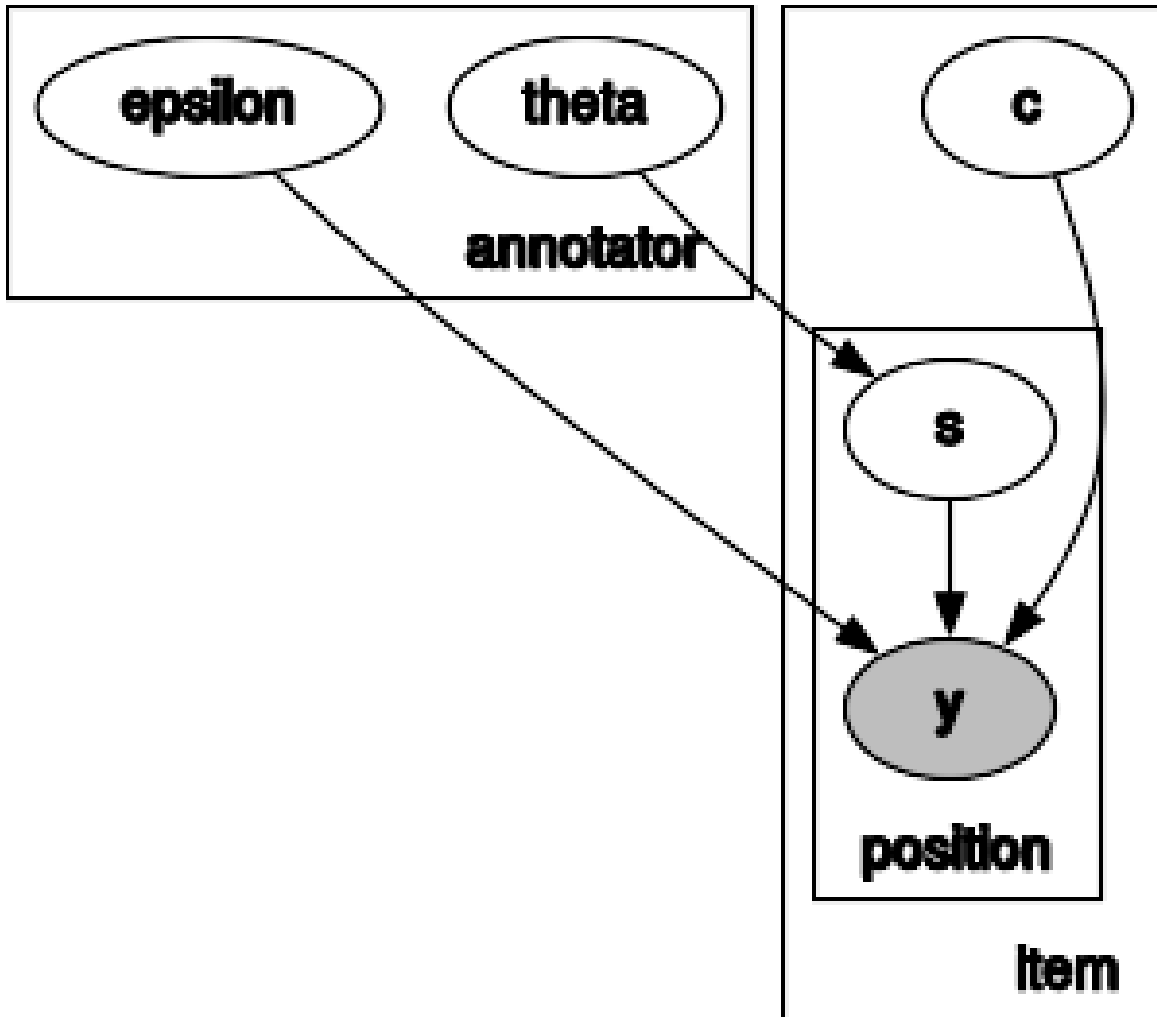 epsilon
theta
c
annotator
s
y
position
item